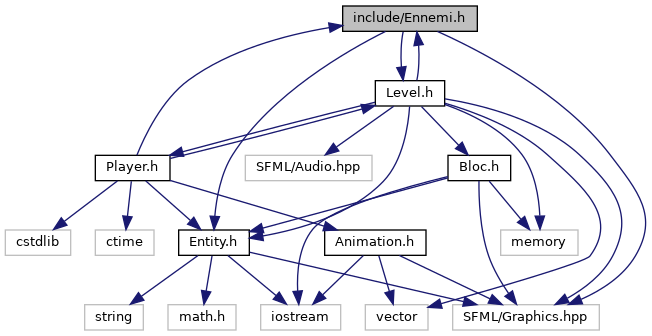 include/Ennemi.h
Level.h
Player.h
SFML/Audio.hpp
Bloc.h
cstdlib
ctime
Entity.h
Animation.h
memory
string
math.h
iostream
vector
SFML/Graphics.hpp